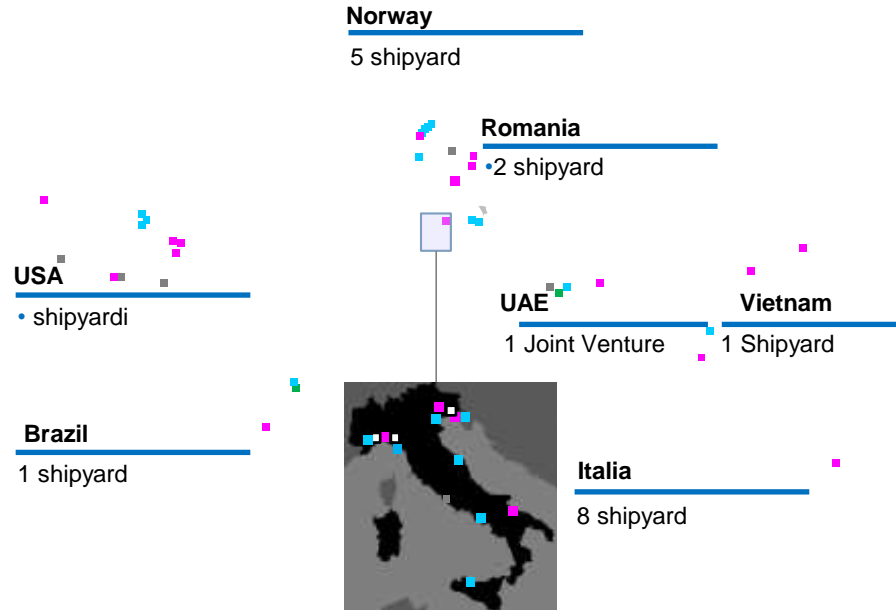 Norway
5 shipyard
Romania
•2 shipyard
USA
• shipyardi
UAE
1 Joint Venture
Vietnam
1 Shipyard
Brazil
1 shipyard
Italia
8 shipyard